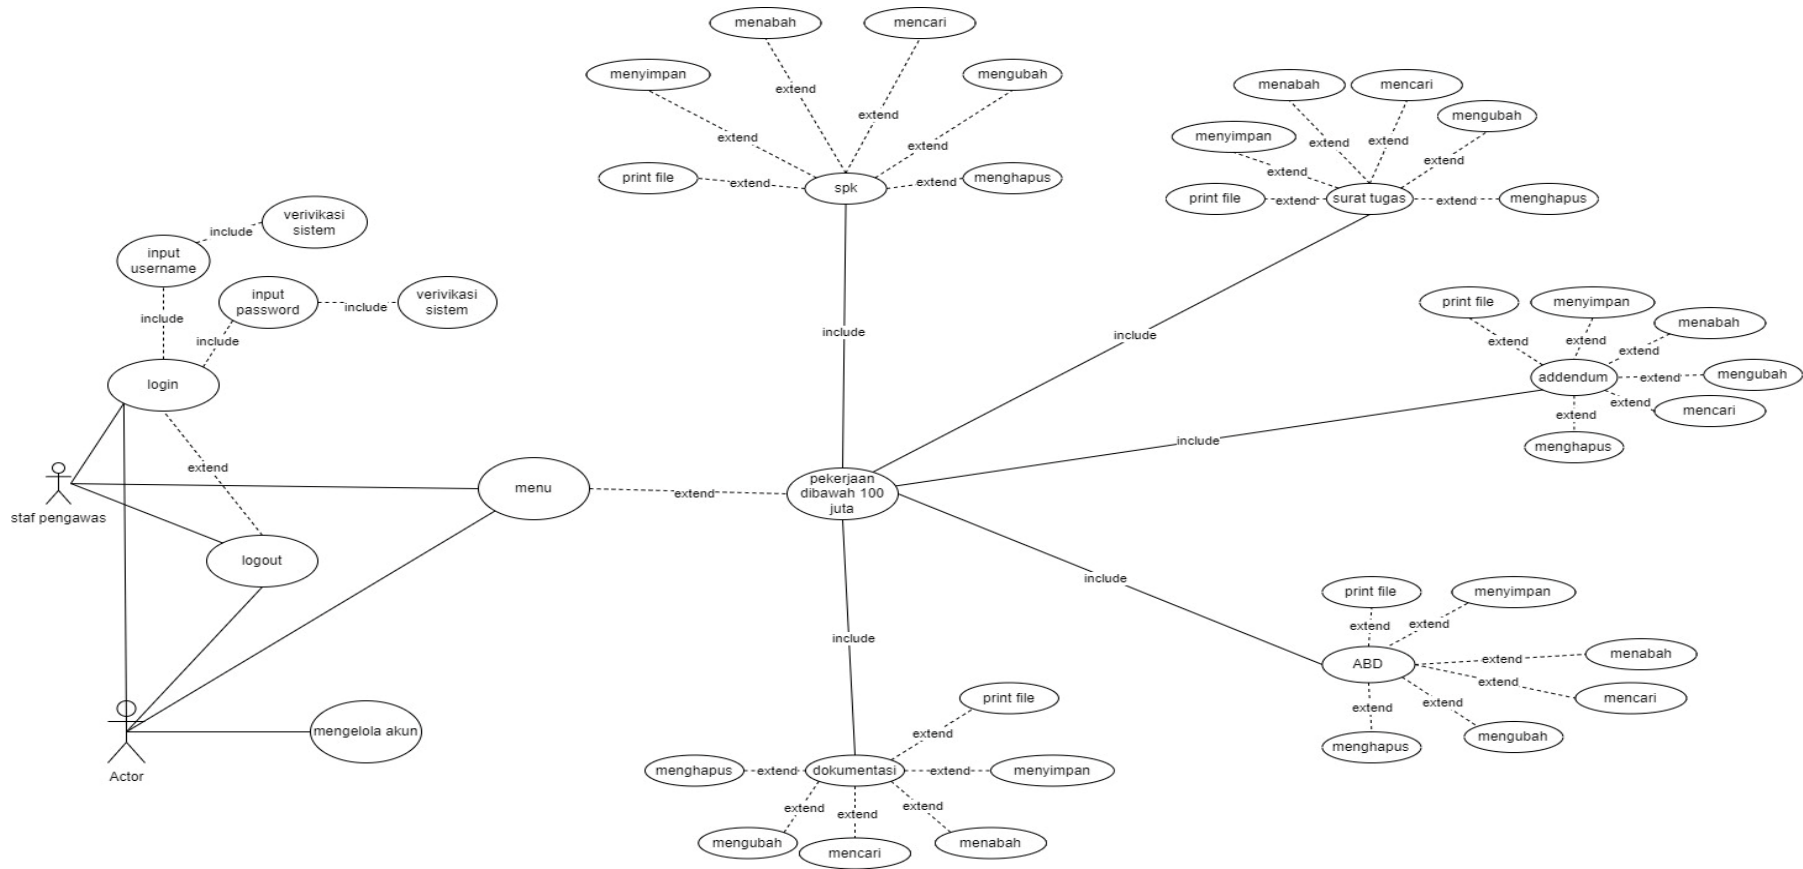 menabah
mencari
menyimpan
mengubah
extend
extend
extend
extend
print file
extend
spk
extend
menghapus
menabah
mencari
mengubah
menyimpan
extend
extend
extend
extend
print file
extend
surat tugas
extend
menghapus
verivikasi
sistem
include
input
username
input
password
include
verivikasi
sistem
include
include
login
include
include
print file
menyimpan
menabah
extend
extend
extend
addendum
extend
mengubah
extend
mencari
extend
menghapus
include
extend
staf pengawas
menu
extend
pekerjaan
dibawah 100
juta
logout
include
include
print file
menyimpan
extend
extend
ABD
extend
menabah
extend
mencari
extend
extend
mengubah
menghapus
mengelola akun
Actor
print file
extend
menghapus
extend
dokumentasi
extend
menyimpan
extend
extend
extend
mengubah
mencari
menabah